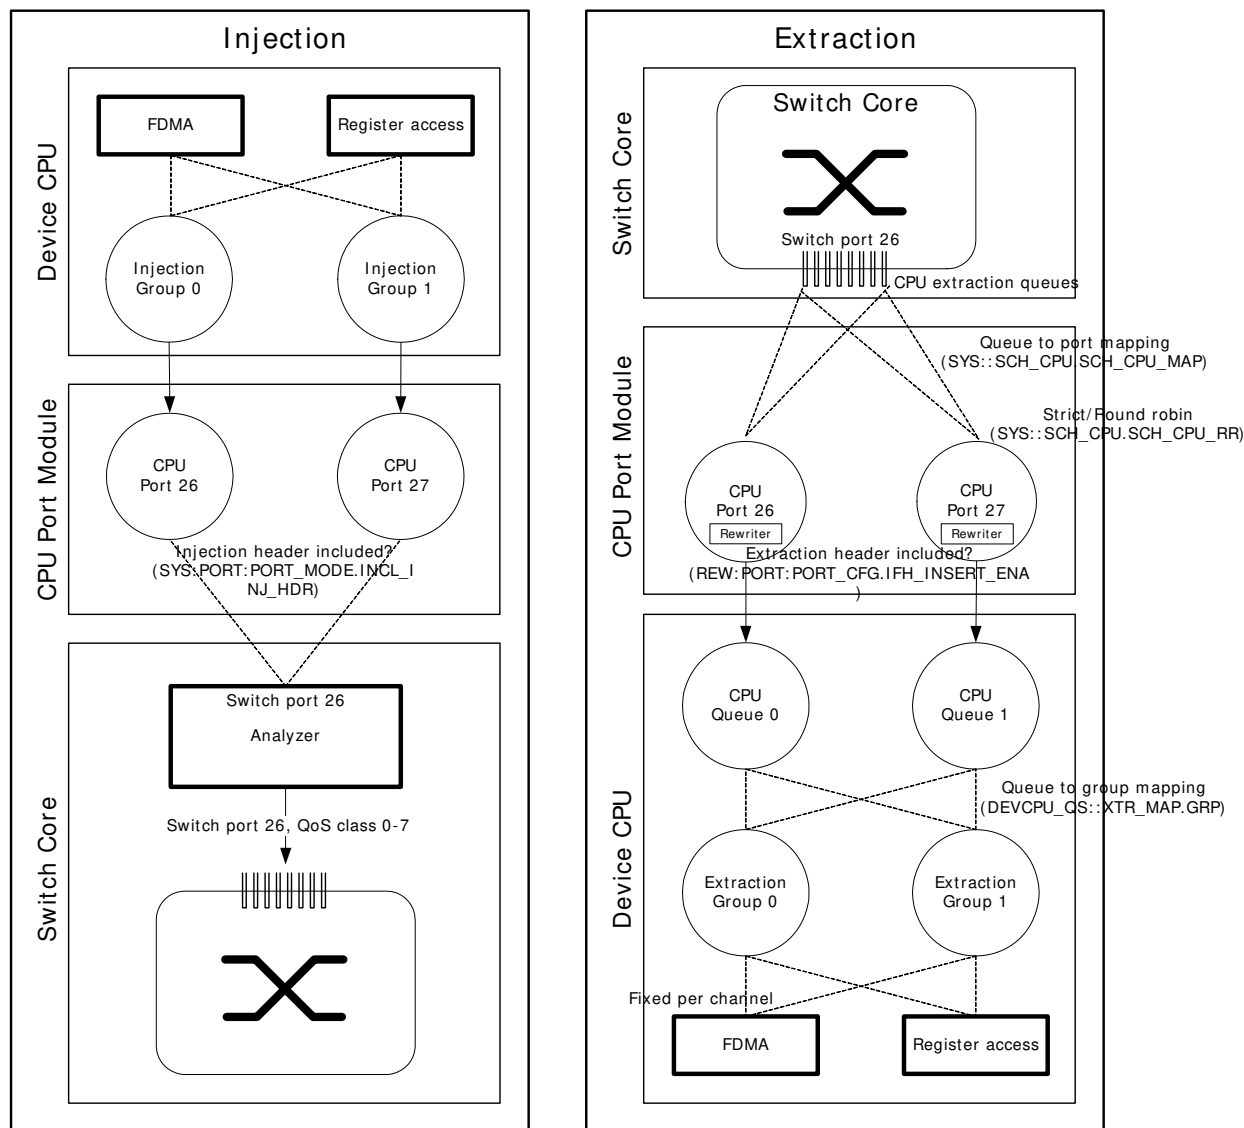 Injection
Device CPU
FDMA
Register access
Injection
Group 0
Injection
Group 1
CPU Port Module
CPU
Port 26
CPU
Port 27
Injection header included?
(SYS:PORT:PORT_MODE.INCL_I
NJ_HDR)
Switch Core
Switch port 26
Analyzer
Switch port 26, QoS class 0-7
Extraction
Switch Core
Switch Core
Switch port 26
CPU extraction queues
CPU Port Module
Queue to port mapping
(SYS::SCH_CPU.SCH_CPU_MAP)
Strict/Round robin
(SYS::SCH_CPU.SCH_CPU_RR)
CPU
Port 26
Rewriter
CPU
Port 27
Rewriter
Extraction header included?
(REW:PORT:PORT_CFG.IFH_INSERT_ENA
)
Device CPU
CPU
Queue 0
CPU
Queue 1
Queue to group mapping
(DEVCPU_QS::XTR_MAP.GRP)
Extraction
Group 0
Extraction
Group 1
Fixed per channel
FDMA
Register access